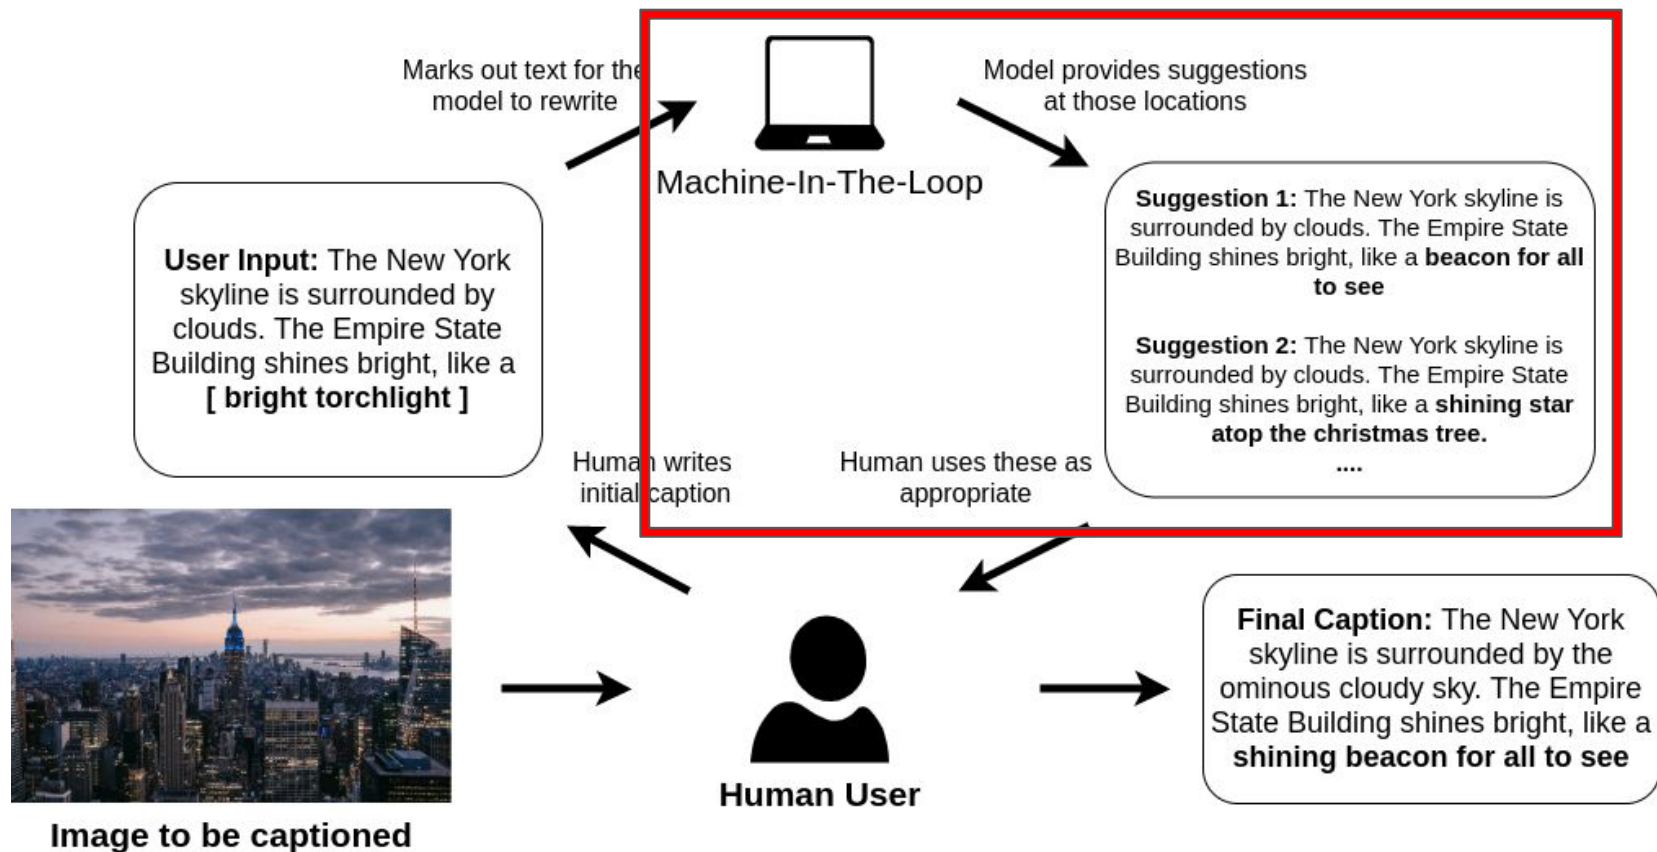 Marks out text for the
model to rewrite
Model provides suggestions
at those locations
Machine-In-The-Loop
User Input: The New York
skyline is surrounded by
clouds. The Empire State
Building shines bright, like a
[ bright torchlight ]
Suggestion 1: The New York skyline is
surrounded by clouds. The Empire State
Building shines bright, like a beacon for all
to see
Suggestion 2: The New York skyline is
surrounded by clouds. The Empire State
Building shines bright, like a shining star
atop the christmas tree.
....
Human writes
initial caption
Human uses these as
appropriate
Final Caption: The New York
skyline is surrounded by the
ominous cloudy sky. The Empire
State Building shines bright, like a
shining beacon for all to see
Human User
Image to be captioned